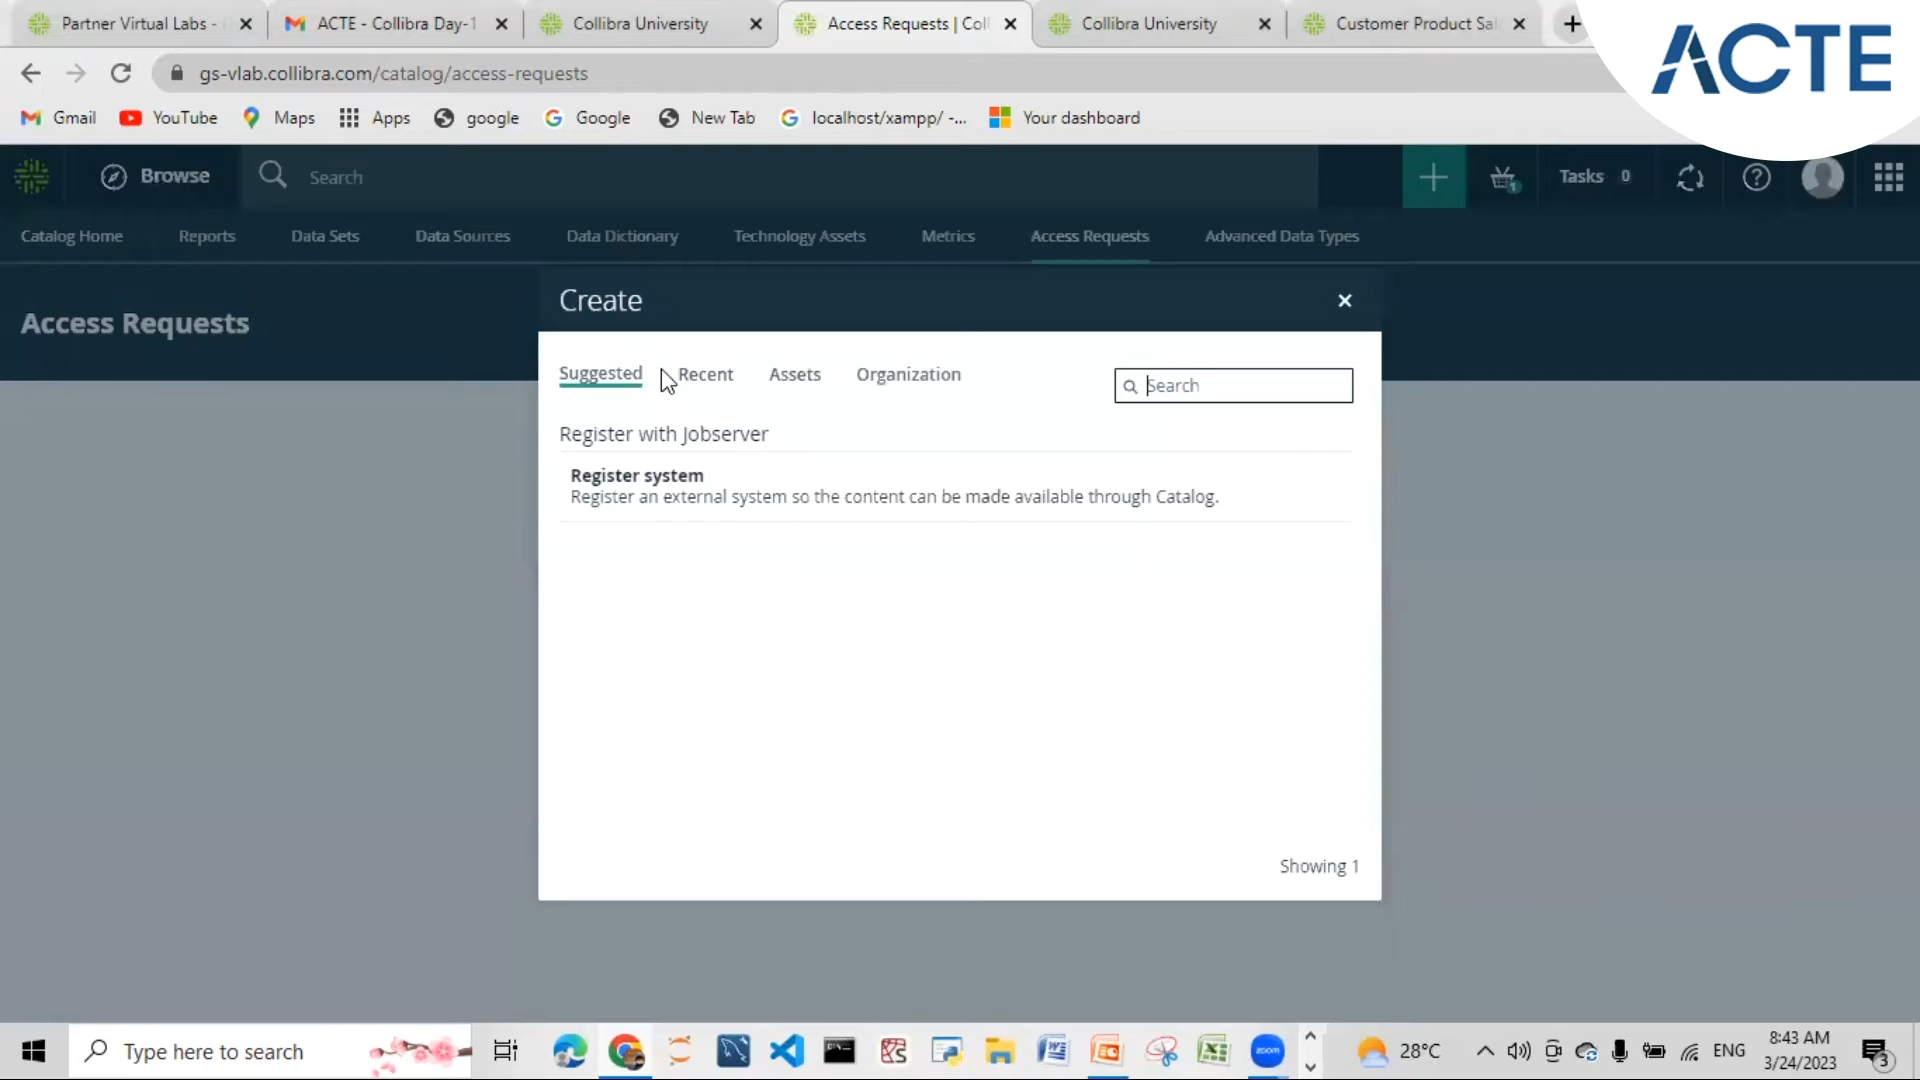 Partner Virtual Labs -
ACTE - Collibra Day-1
Collibra University
Access Requests | Coll
Collibra University
Customer Product Sal
ACTE
gs-vlab.collibra.com/catalog/access-requests
Gmail
YouTube
Maps
Apps
google
Google
New Tab
localhost/xampp/ -...
Your dashboard
Browse
Search
1
Tasks 0
Catalog Home
Reports
Data Sets
Data Sources
Data Dictionary
Technology Assets
Metrics
Access Requests
Advanced Data Types
Access Requests
Create
Suggested
Recent
Assets
Organization
Search
Register with Jobserver
Register system
Register an external system so the content can be made available through Catalog.
Showing 1
Type here to search
zoom
28°C
ENG
8:43 AM
3/24/2023
3